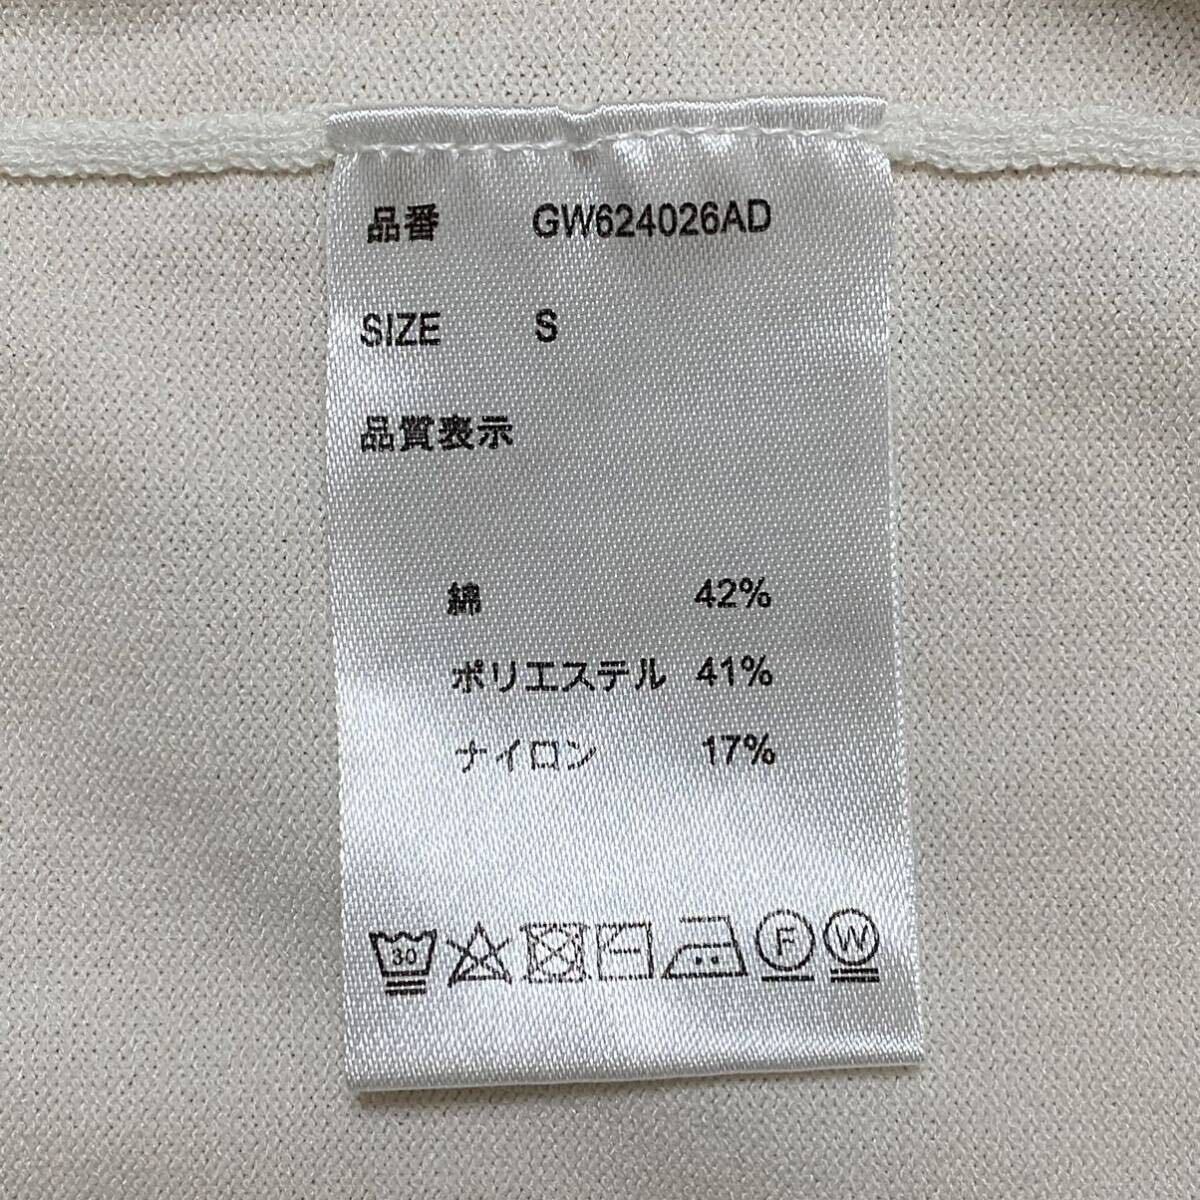 品番 GW624026AD
SIZE S
品質表示
綿 42%
ポリエステル 41%
ナイロン 17%
30 F W